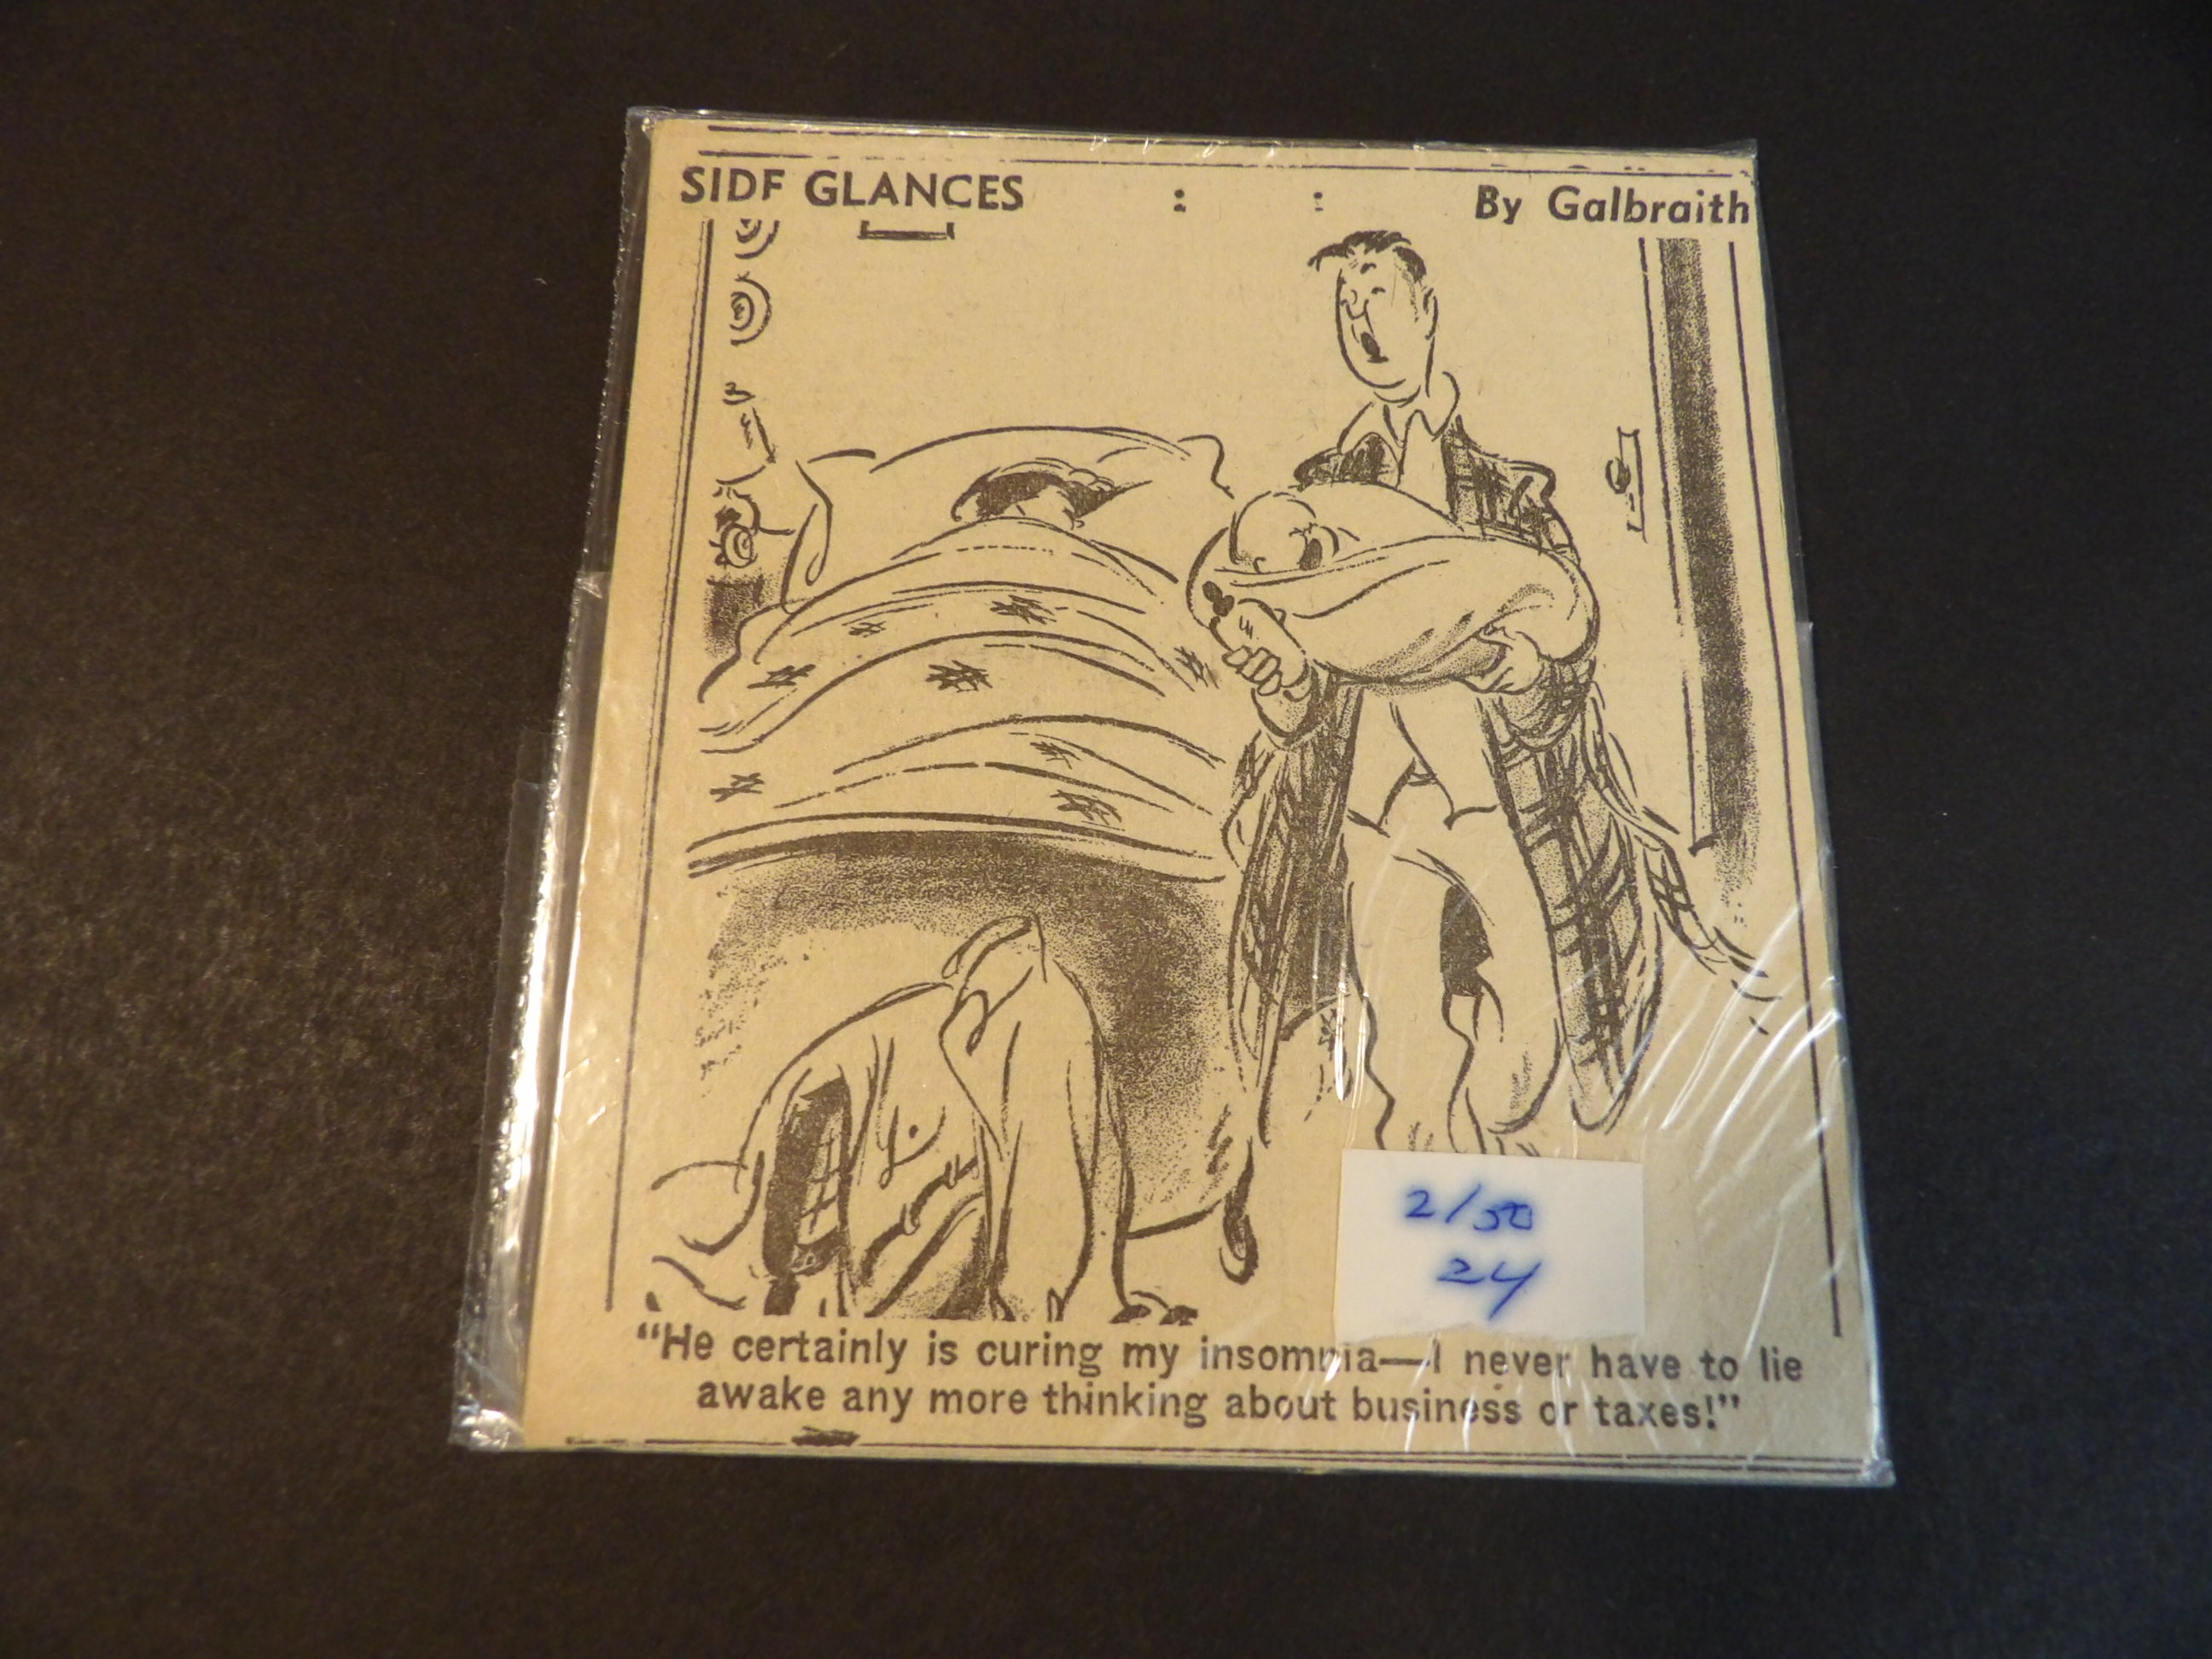 SIDE GLANCES : : By Galbraith
2/50
24
“He certainly is curing my insomnia—I never have to lie
awake any more thinking about business or taxes!”